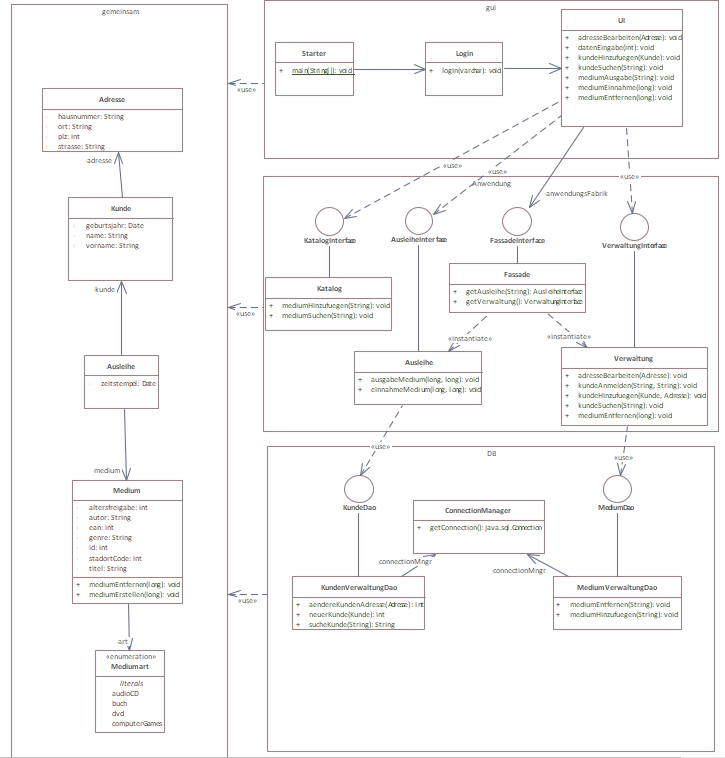 gemeinsam
Adresse
hausnummer: String
ort: String
plz: int
strasse: String
adresse
Kunde
geburtsjahr: Date
name: String
vorname: String
kunde
Ausleihe
zeitstempel: Date
medium
Medium
altersfreigabe: int
autor: String
ean: int
genre: String
id: int
stadortCode: int
titel: String
+ mediumEntfernen(long): void
+ mediumErstellen(long): void
art
«enumeration»
Mediumart
literals
audioCD
buch
dvd
computerGames
«use»
«use»
«use»
gui
Starter
+ main(String[]): void
Login
+ login(varchar): void
UI
+ adresseBearbeiten(Adresse): void
+ datenEingabe(int): void
+ kundeHinzufuegen(Kunde): void
+ kundeSuchen(String): void
+ mediumAusgabe(String): void
+ mediumEinnahme(long): void
+ mediumEntfernen(long): void
«use»
«use»
«use»
Anwendung
anwendungsFabrik
KatalogInterface
AusleiheInterface
FassadeInterface
VerwaltungInterface
Katalog
+ mediumHinzufuegen(String): void
+ mediumSuchen(String): void
Fassade
+ getAusleihe(String): AusleiheInterface
+ getVerwaltung(): VerwaltungInterface
«instantiate»
«instantiate»
Ausleihe
+ ausgabeMedium(long, long): void
+ einnahmeMedium(long, long): void
Verwaltung
+ adresseBearbeiten(Adresse): void
+ kundeAnmelden(String, String): void
+ kundeHinzufuegen(Kunde, Adresse): void
+ kundeSuchen(String): void
+ mediumEntfernen(long): void
«use»
«use»
DB
KundeDao
MediumDao
ConnectionManager
+ getConnection(): java.sql.Connection
connectionMngr
connectionMngr
KundenVerwaltungDao
+ aendereKundenAdresse(Adresse): int
+ neuerKunde(Kunde): int
+ sucheKunde(String): String
MediumVerwaltungDao
+ mediumEntfernen(String): void
+ mediumHinzufuegen(String): void